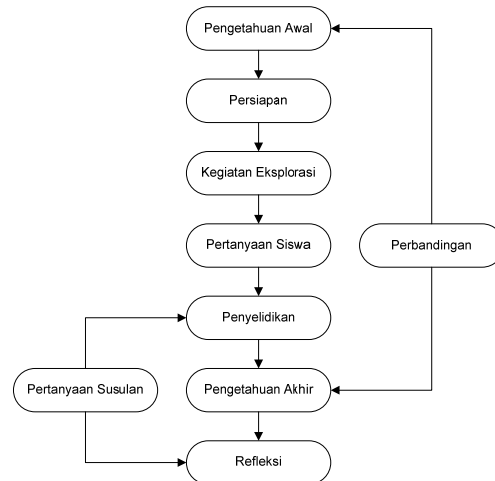 Pengetahuan Awal
Persiapan
Kegiatan Eksplorasi
Pertanyaan Siswa
Perbandingan
Penyelidikan
Pertanyaan Susulan
Pengetahuan Akhir
Refleksi